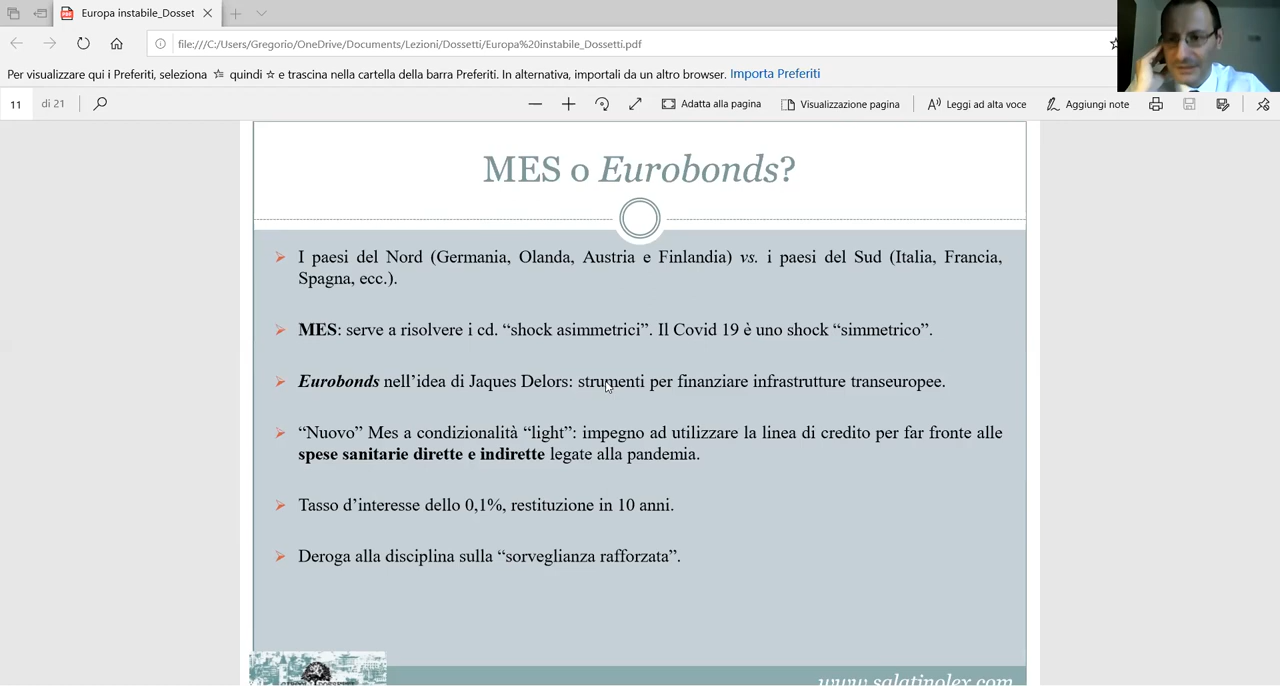 Europa instabile_Dosset
file:///C:/Users/Gregorio/OneDrive/Documents/Lezioni/Dossetti/Europa%20instabile_Dossetti.pdf
Per visualizzare qui i Preferiti, seleziona quindi e trascina nella cartella della barra Preferiti. In alternativa, importali da un altro browser. Importa Preferiti
11 di 21 Adatta alla pagina Visualizzazione pagina Leggi ad alta voce Aggiungi note
MES o Eurobonds?
I paesi del Nord (Germania, Olanda, Austria e Finlandia) vs. i paesi del Sud (Italia, Francia,
Spagna, ecc.).
MES: serve a risolvere i cd. “shock asimmetrici”. Il Covid 19 è uno shock “simmetrico”.
Eurobonds nell’idea di Jaques Delors: strumenti per finanziare infrastrutture transeuropee.
“Nuovo” Mes a condizionalità “light”: impegno ad utilizzare la linea di credito per far fronte alle
spese sanitarie dirette e indirette legate alla pandemia.
Tasso d’interesse dello 0,1%, restituzione in 10 anni.
Deroga alla disciplina sulla “sorveglianza rafforzata”.
www.salatinolex.com